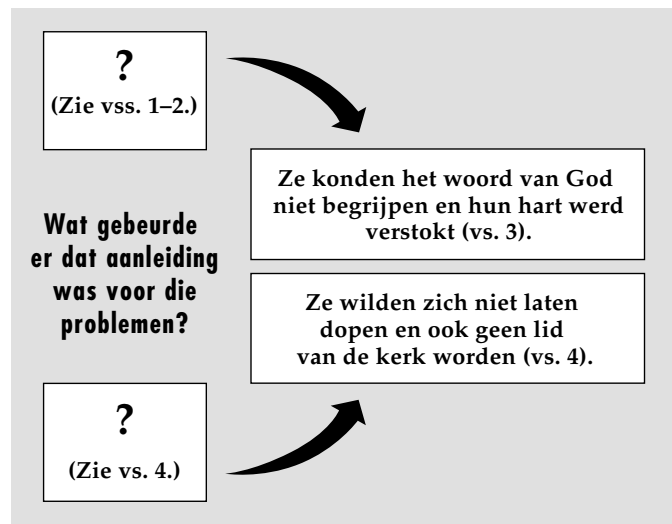 ?
(Zie vss. 1–2.)
Ze konden het woord van God
niet begrijpen en hun hart werd
verstokt (vs. 3).
Wat gebeurde
er dat aanleiding
was voor die
problemen?
Ze wilden zich niet laten
dopen en ook geen lid
van de kerk worden (vs. 4).
?
(Zie vs. 4.)